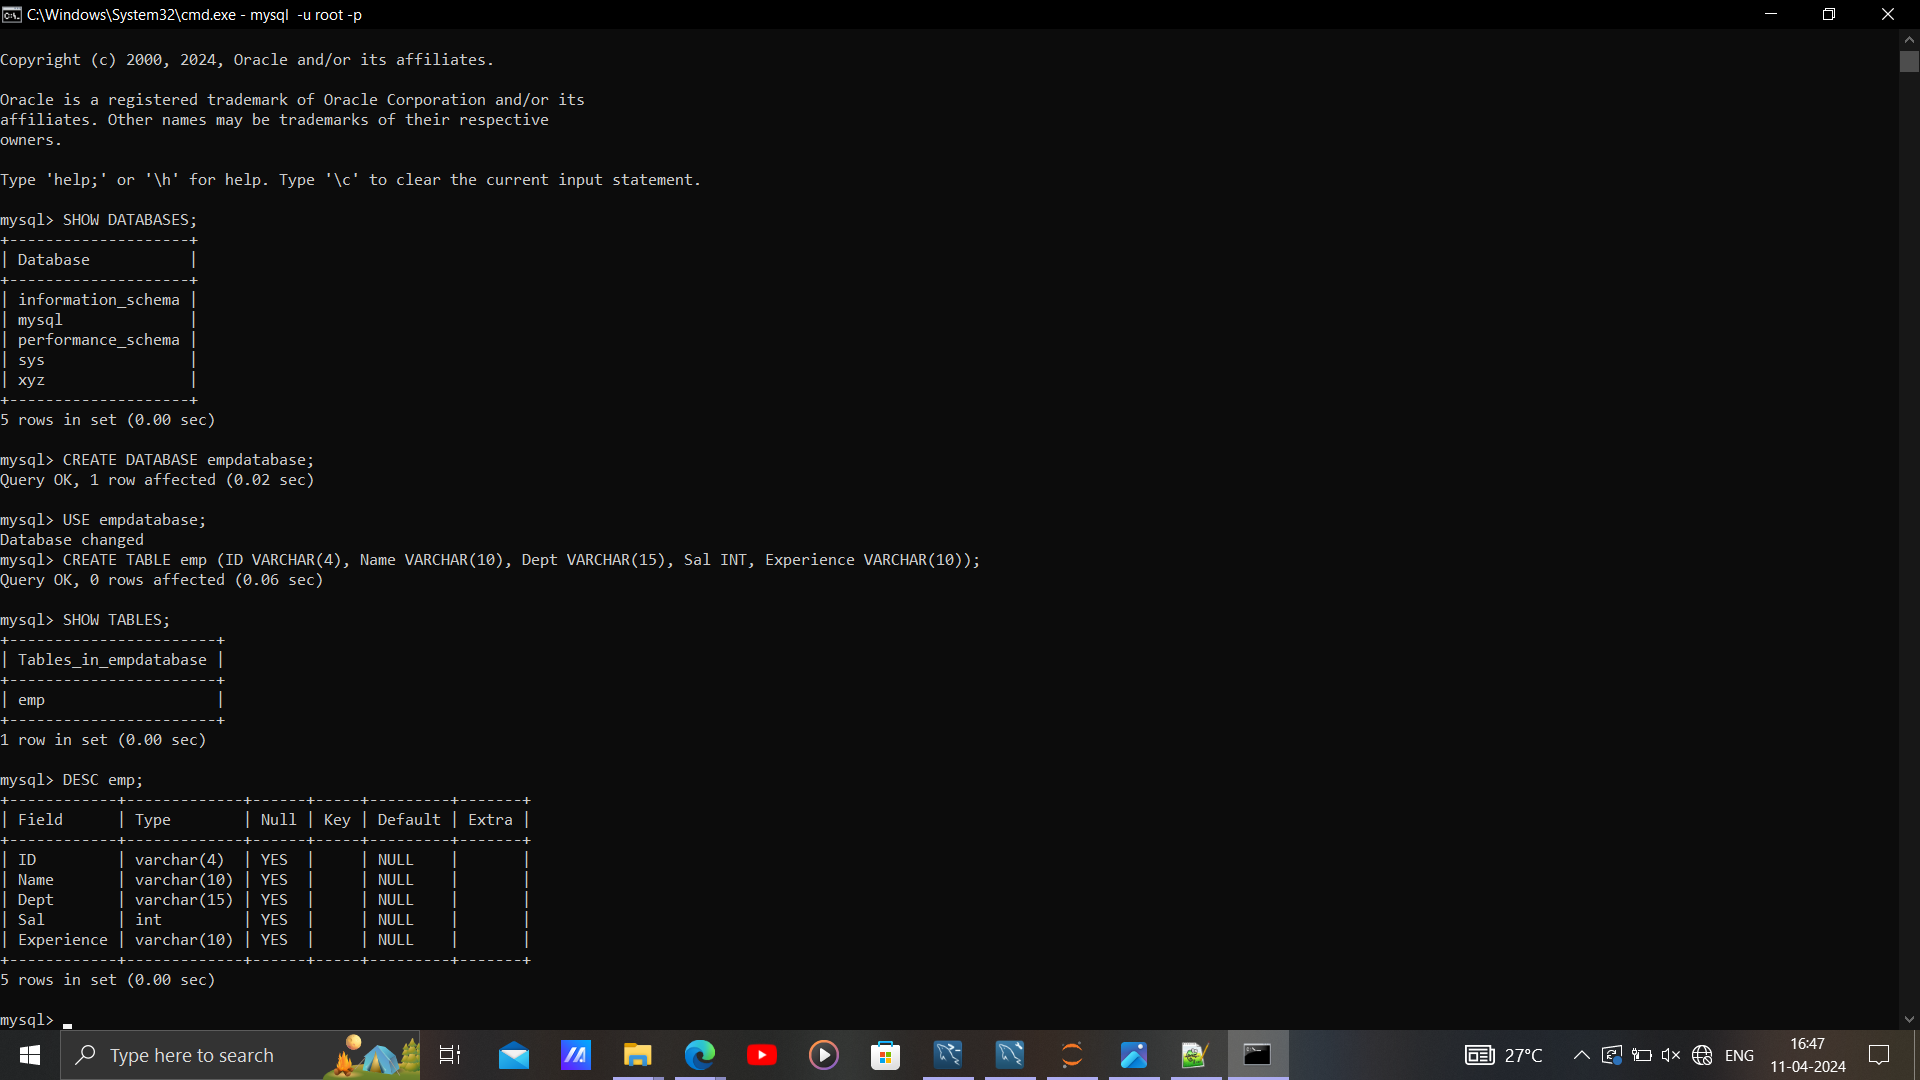 C:\Windows\System32\cmd.exe - mysql  -u root -p
Copyright (c) 2000, 2024, Oracle and/or its affiliates.
Oracle is a registered trademark of Oracle Corporation and/or its
affiliates. Other names may be trademarks of their respective
owners.
Type 'help;' or '\h' for help. Type '\c' to clear the current input statement.
mysql> SHOW DATABASES;
+--------------------+
| Database           |
+--------------------+
| information_schema |
| mysql              |
| performance_schema |
| sys                |
| xyz                |
+--------------------+
5 rows in set (0.00 sec)
mysql> CREATE DATABASE empdatabase;
Query OK, 1 row affected (0.02 sec)
mysql> USE empdatabase;
Database changed
mysql> CREATE TABLE emp (ID VARCHAR(4), Name VARCHAR(10), Dept VARCHAR(15), Sal INT, Experience VARCHAR(10));
Query OK, 0 rows affected (0.06 sec)
mysql> SHOW TABLES;
+-----------------------+
| Tables_in_empdatabase |
+-----------------------+
| emp                   |
+-----------------------+
1 row in set (0.00 sec)
mysql> DESC emp;
+------------+-------------+------+-----+---------+-------+
| Field      | Type        | Null | Key | Default | Extra |
+------------+-------------+------+-----+---------+-------+
| ID         | varchar(4)  | YES  |     | NULL    |       |
| Name       | varchar(10) | YES  |     | NULL    |       |
| Dept       | varchar(15) | YES  |     | NULL    |       |
| Sal        | int         | YES  |     | NULL    |       |
| Experience | varchar(10) | YES  |     | NULL    |       |
+------------+-------------+------+-----+---------+-------+
5 rows in set (0.00 sec)
mysql>
Type here to search
27°C
ENG
16:47
11-04-2024